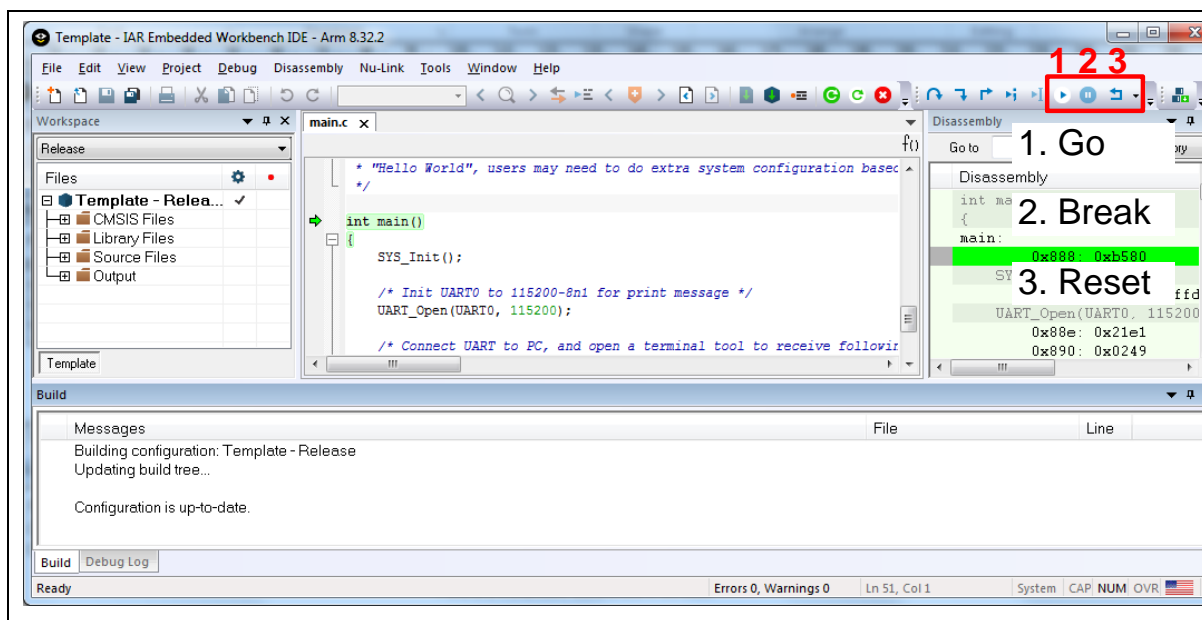 Template - IAR Embedded Workbench IDE - Arm 8.32.2
File Edit View Project Debug Disassembly Nu-Link Tools Window Help
1 2 3
Workspace
main.c
Disassembly
Release
f()
Go to
1. Go
Files
* "Hello World", users may need to do extra system configuration based
*/
Disassembly
Template - Relea...
CMSIS Files
Library Files
Source Files
Output
int main()
{
SYS_Init();
/* Init UART0 to 115200-8n1 for print message */
UART_Open(UART0, 115200);
/* Connect UART to PC, and open a terminal tool to receive
int
{
2. Break
main:
0x888: 0xb580
3. Reset
UART_Open(UART0, 115200
0x88e: 0x21e1
0x890: 0x0249
Template
Build
Messages File Line
Building configuration: Template - Release
Updating build tree...
Configuration is up-to-date.
Build Debug Log
Ready Errors 0, Warnings 0 Ln 51, Col 1 System CAP NUM OVR